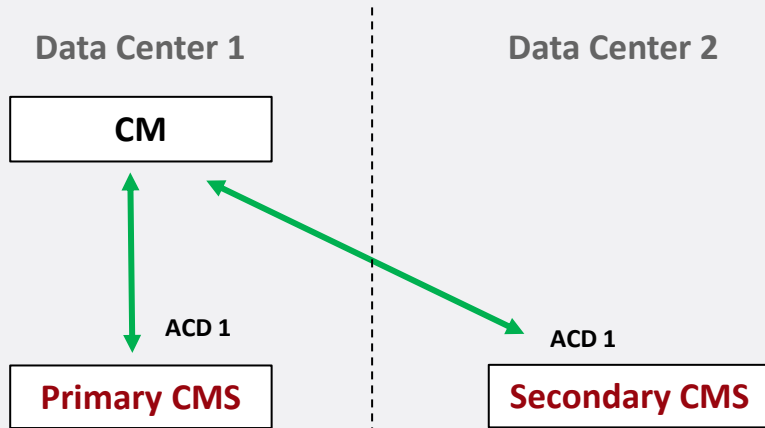 Data Center 1
Data Center 2
CM
ACD 1
ACD 1
Primary CMS
Secondary CMS